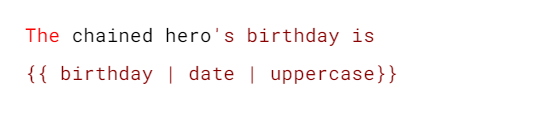 The chained hero's birthday is
{{ birthday | date | uppercase}}